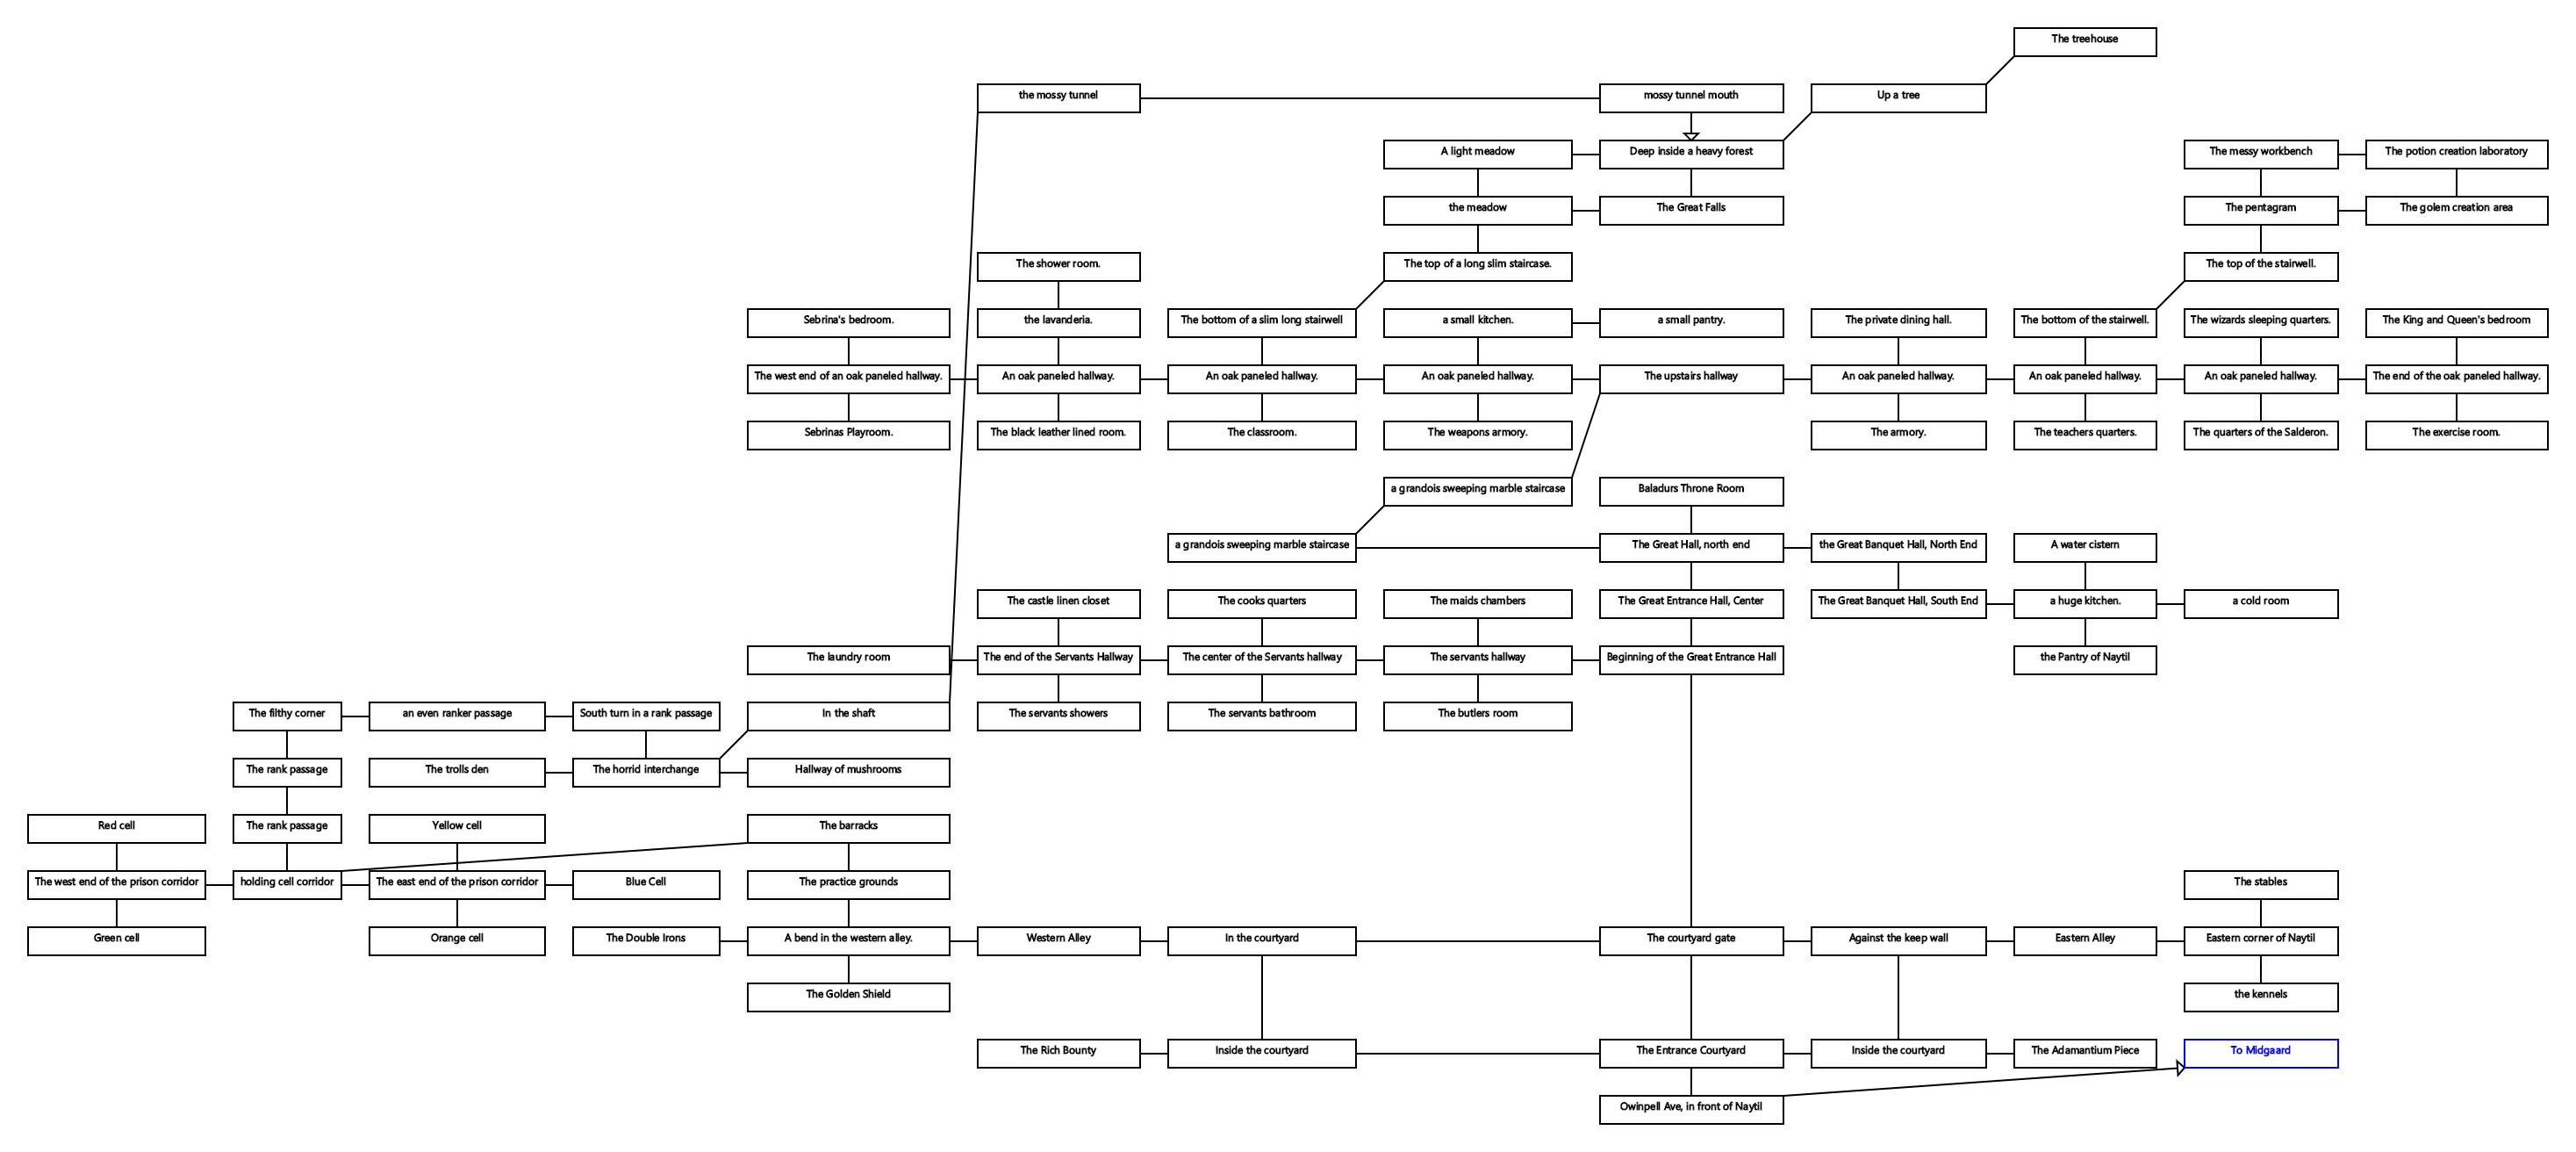 The treehouse
the mossy tunnel
mossy tunnel mouth
Up a tree
A light meadow
Deep inside a heavy forest
The messy workbench
The potion creation laboratory
the meadow
The Great Falls
The pentagram
The golem creation area
The shower room.
The top of a long slim staircase.
The top of the stairwell.
Sebrina's bedroom.
the lavanderia.
The bottom of a slim long stairwell
a small kitchen.
a small pantry.
The private dining hall.
The bottom of the stairwell.
The wizards sleeping quarters.
The King and Queen's bedroom
The west end of an oak paneled hallway.
An oak paneled hallway.
An oak paneled hallway.
An oak paneled hallway.
The upstairs hallway
An oak paneled hallway.
An oak paneled hallway.
An oak paneled hallway.
The end of the oak paneled hallway.
Sebrinas Playroom.
The black leather lined room.
The classroom.
The weapons armory.
The armory.
The teachers quarters.
The quarters of the Salderon.
The exercise room.
a grandois sweeping marble staircase
Baladurs Throne Room
a grandois sweeping marble staircase
The Great Hall, north end
the Great Banquet Hall, North End
A water cistern
The castle linen closet
The cooks quarters
The maids chambers
The Great Entrance Hall, Center
The Great Banquet Hall, South End
a huge kitchen.
a cold room
The laundry room
The end of the Servants Hallway
The center of the Servants hallway
The servants hallway
Beginning of the Great Entrance Hall
the Pantry of Naytil
The filthy corner
an even ranker passage
South turn in a rank passage
In the shaft
The servants showers
The servants bathroom
The butlers room
The rank passage
The trolls den
The horrid interchange
Hallway of mushrooms
Red cell
The rank passage
Yellow cell
The barracks
The west end of the prison corridor
holding cell corridor
The east end of the prison corridor
Blue Cell
The practice grounds
The stables
Green cell
Orange cell
The Double Irons
A bend in the western alley.
Western Alley
In the courtyard
The courtyard gate
Against the keep wall
Eastern Alley
Eastern corner of Naytil
The Golden Shield
the kennels
The Rich Bounty
Inside the courtyard
The Entrance Courtyard
Inside the courtyard
The Adamantium Piece
To Midgaard
Owinpell Ave, in front of Naytil